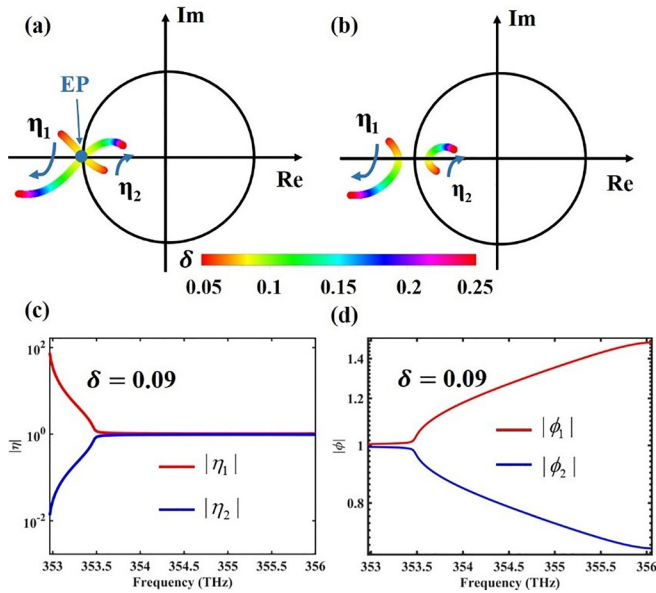 (a)
Im
EP
η1
η2
Re
(b)
Im
η1
η2
Re
δ
0.05 0.1 0.15 0.2 0.25
(c)
10^2
10^0
10^-2
|η|
δ = 0.09
|η1|
|η2|
353 353.5 354 354.5 355 355.5 356
Frequency (THz)
(d)
1.4
1.2
1
0.8
|ϕ|
δ = 0.09
|ϕ1|
|ϕ2|
353 353.5 354 354.5 355 355.5 356
Frequency (THz)